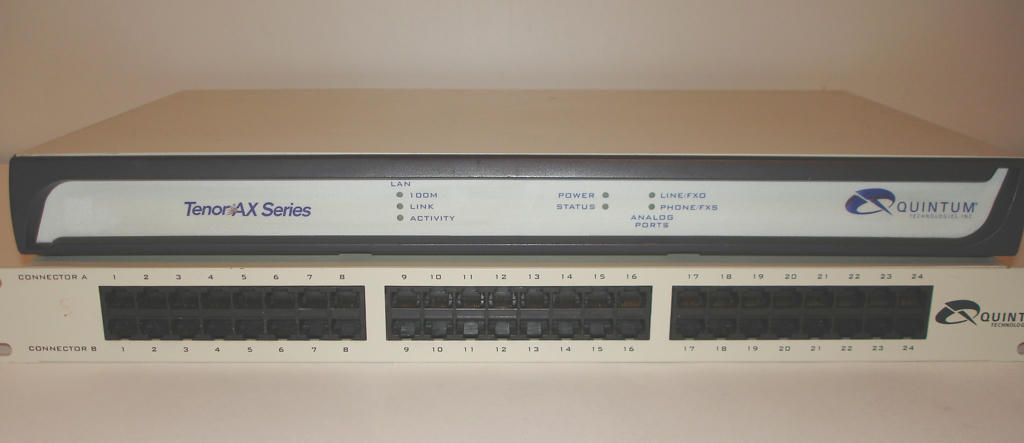 LAN
100M
LINK
ACTIVITY
Tenor AX Series
POWER
STATUS
LINE/FXO
PHONE/FXS
ANALOG
PORTS
QUINTUM
TECHNOLOGIES INC
CONNECTOR A 1 2 3 4 5 6 7 8 9 10 11 12 13 14 15 16 17 18 19 20 21 22 23 24
QUINT
TECHNOLOG
CONNECTOR B 1 2 3 4 5 6 7 8 9 10 11 12 13 14 15 16 17 18 19 20 21 22 23 24